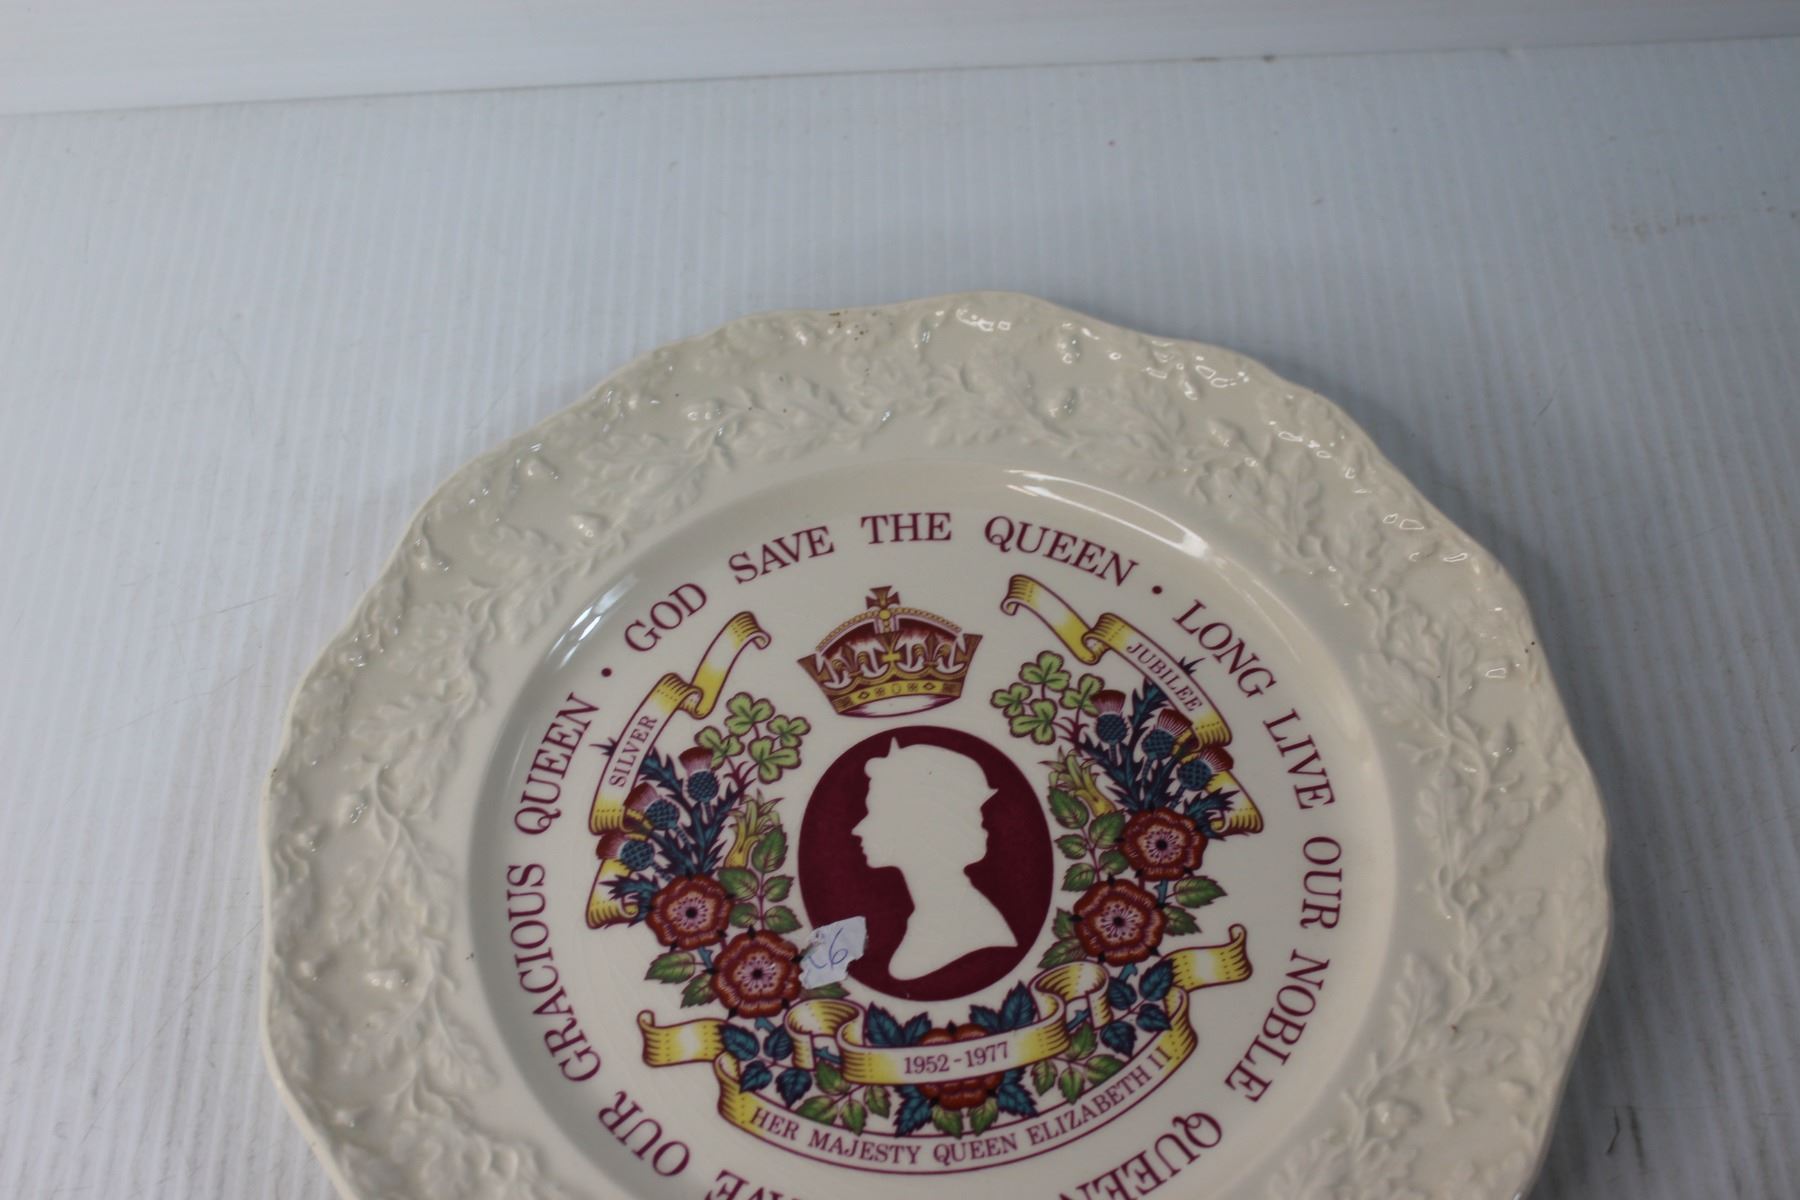 GOD SAVE THE QUEEN · LONG LIVE OUR NOBLE QUEEN
OUR GRACIOUS QUEEN ·
SILVER
JUBILEE
26
1952-1977
HER MAJESTY QUEEN ELIZABETH II